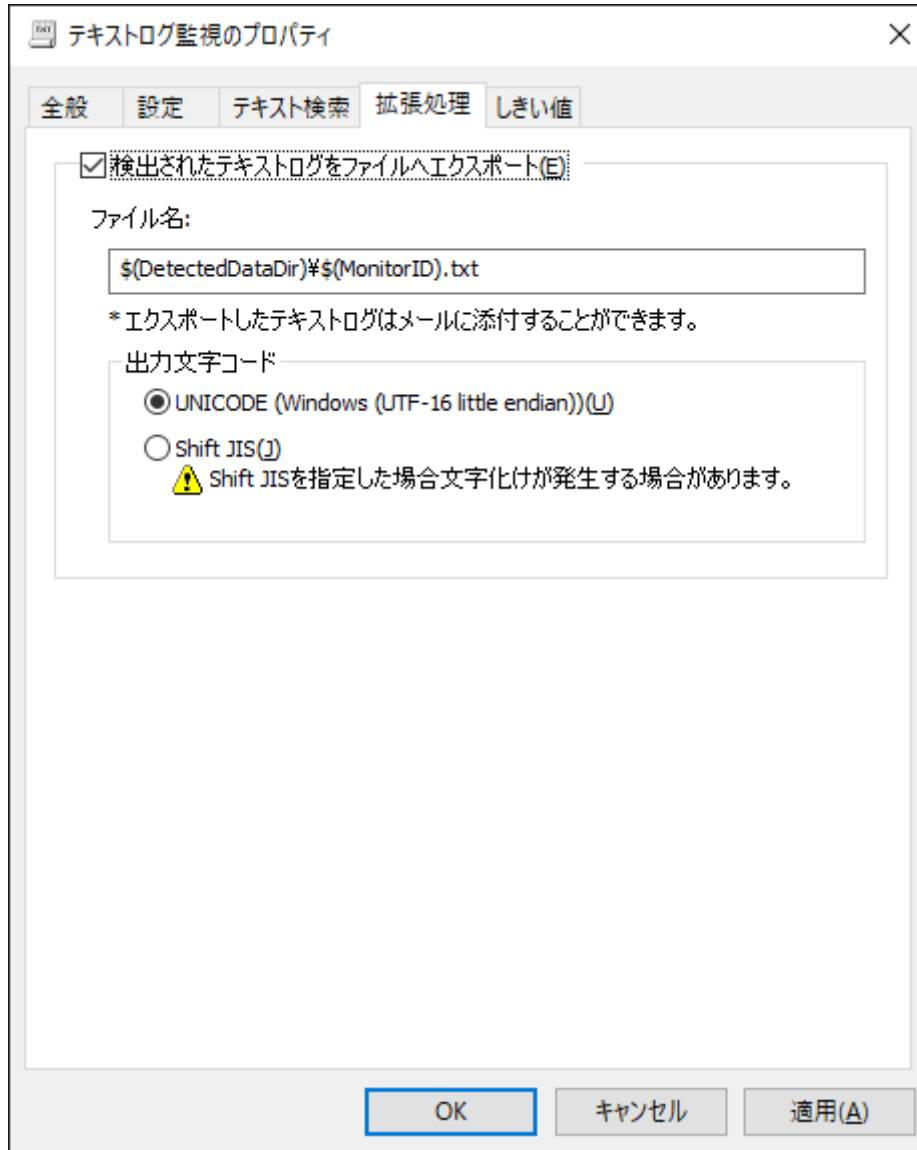 テキストログ監視のプロパティ
全般 設定 テキスト検索 拡張処理 しきい値
検出されたテキストログをファイルへエクスポート(E)
ファイル名:
$(DetectedDataDir)¥$(MonitorID).txt
*エクスポートしたテキストログはメールに添付することができます。
出力文字コード
UNICODE (Windows (UTF-16 little endian))(U)
Shift JIS(J)
Shift JISを指定した場合文字化けが発生する場合があります。
OK キャンセル 適用(A)